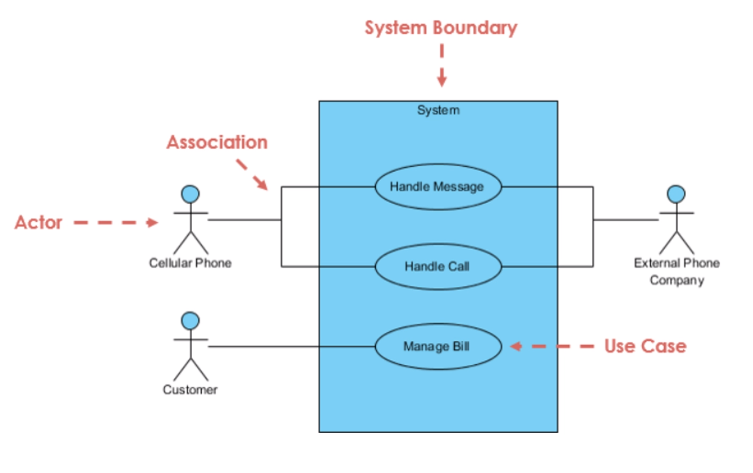 System Boundary
System
Association
Handle Message
Actor
Cellular Phone
Handle Call
External Phone
Company
Manage Bill
Use Case
Customer